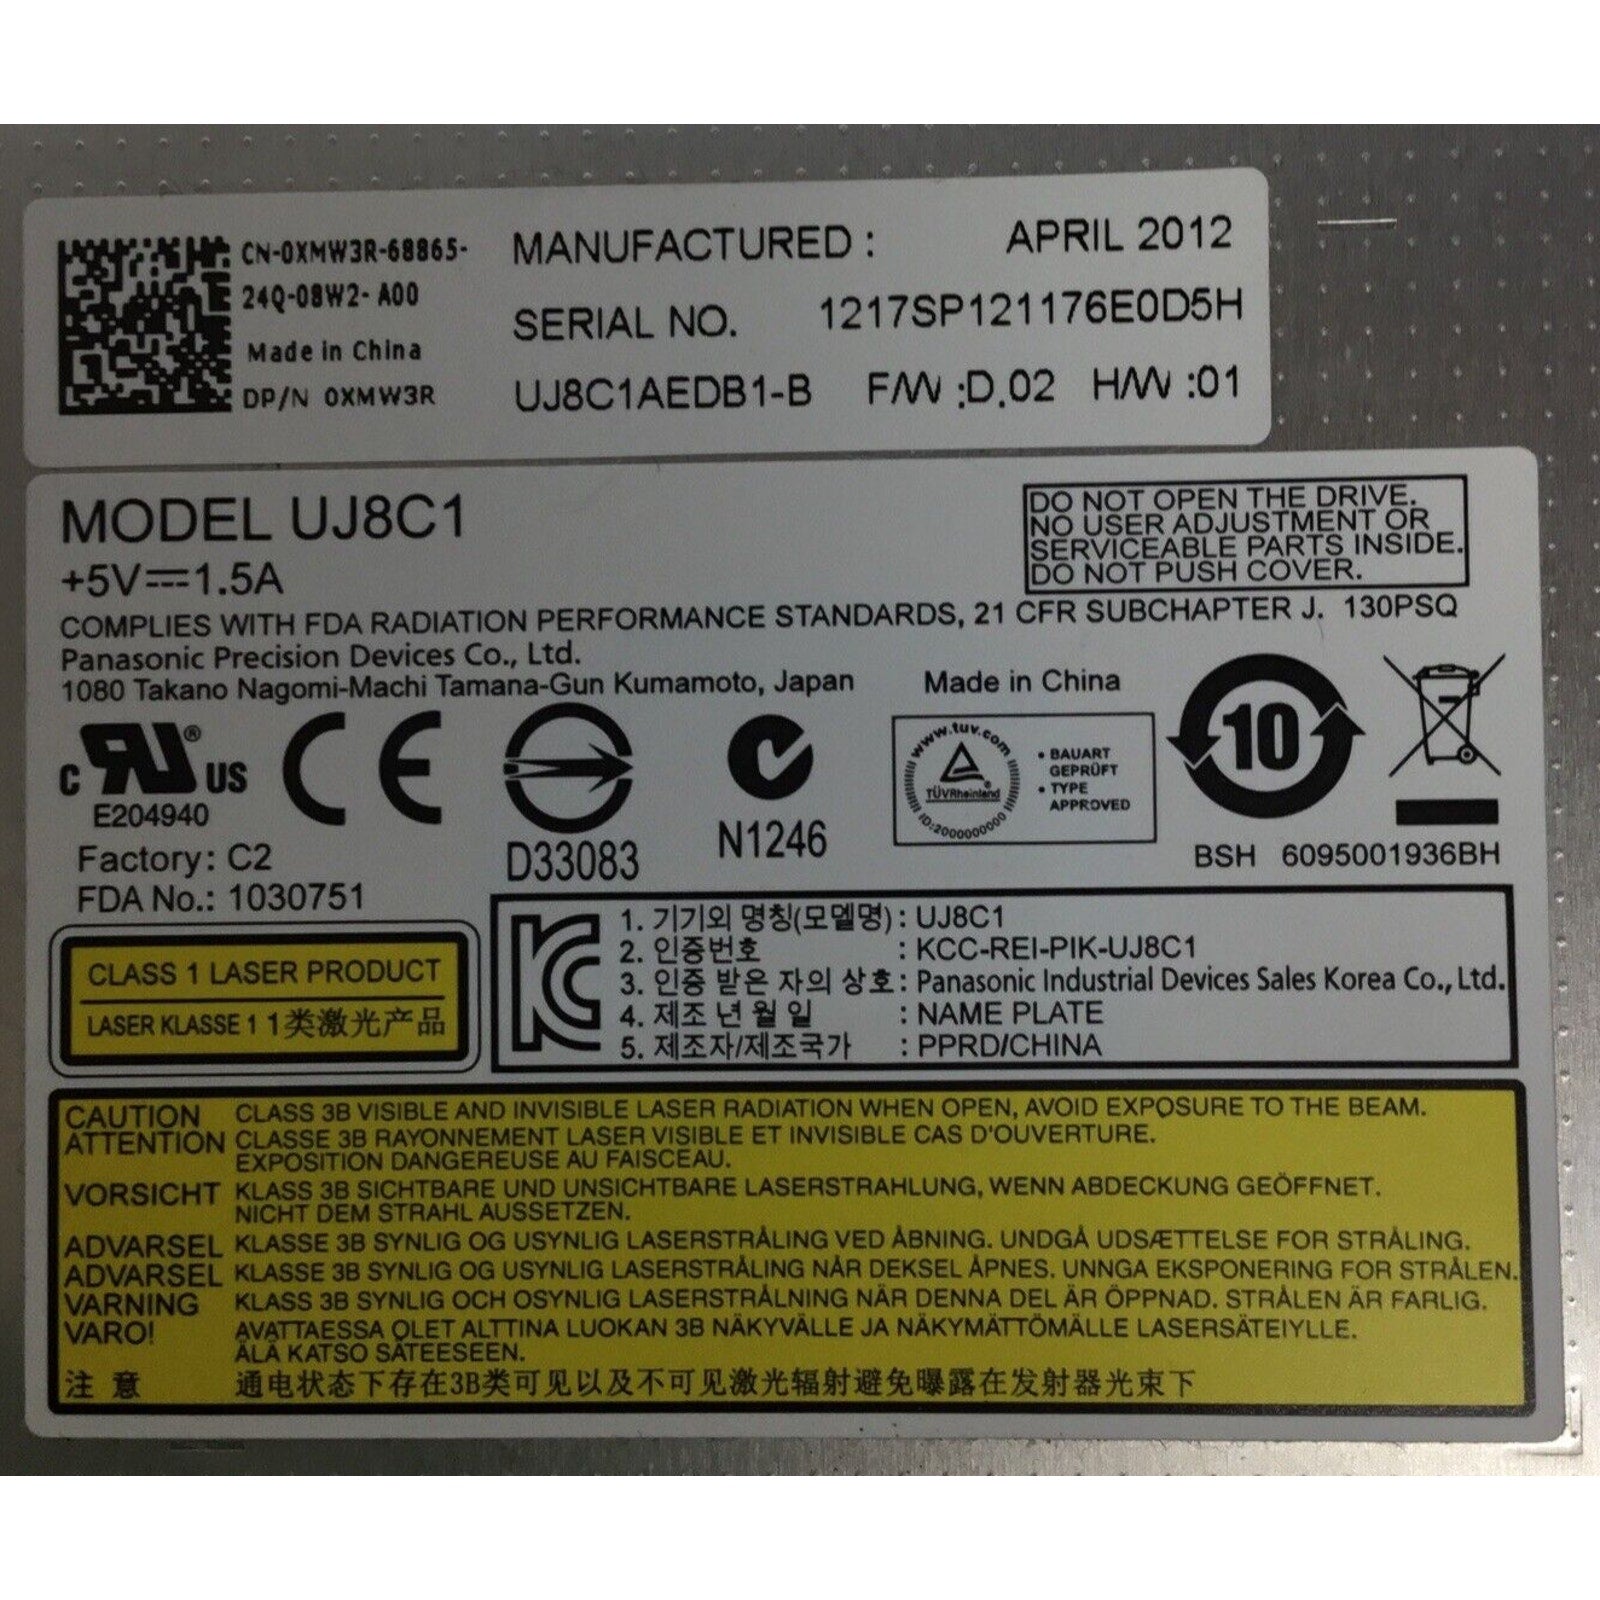 CN-0XMW3R-68865-
24Q-08W2- A00
Made in China
DP/N 0XMW3R
MANUFACTURED : APRIL 2012
SERIAL NO. 1217SP121176E0D5H
UJ8C1AEDB1-B F/W :D.02 H/W :01
MODEL UJ8C1
+5V⎓1.5A
DO NOT OPEN THE DRIVE.
NO USER ADJUSTMENT OR
SERVICEABLE PARTS INSIDE.
DO NOT PUSH COVER.
COMPLIES WITH FDA RADIATION PERFORMANCE STANDARDS, 21 CFR SUBCHAPTER J. 130PSQ
Panasonic Precision Devices Co., Ltd.
1080 Takano Nagomi-Machi Tamana-Gun Kumamoto, Japan Made in China
C RU ® US
E204940
CE
D33083
N1246
www.tuv.com
TÜVRheinland ®
ID:2000000000
• BAUART
GEPRÜFT
• TYPE
APPROVED
10
BSH 6095001936BH
Factory: C2
FDA No.: 1030751
CLASS 1 LASER PRODUCT
LASER KLASSE 1 1类激光产品
1. 기기의 명칭(모델명) : UJ8C1
2. 인증번호 : KCC-REI-PIK-UJ8C1
3. 인증 받은 자의 상호 : Panasonic Industrial Devices Sales Korea Co., Ltd.
4. 제조 년 월 일 : NAME PLATE
5. 제조자/제조국가 : PPRD/CHINA
CAUTION CLASS 3B VISIBLE AND INVISIBLE LASER RADIATION WHEN OPEN, AVOID EXPOSURE TO THE BEAM.
ATTENTION CLASSE 3B RAYONNEMENT LASER VISIBLE ET INVISIBLE CAS D'OUVERTURE.
EXPOSITION DANGEREUSE AU FAISCEAU.
VORSICHT KLASS 3B SICHTBARE UND UNSICHTBARE LASERSTRAHLUNG, WENN ABDECKUNG GEÖFFNET.
NICHT DEM STRAHL AUSSETZEN.
ADVARSEL KLASSE 3B SYNLIG OG USYNLIG LASERSTRÅLING VED ÅBNING. UNDGÅ UDSÆTTELSE FOR STRÅLING.
ADVARSEL KLASSE 3B SYNLIG OG USYNLIG LASERSTRÅLING NÅR DEKSEL ÅPNES. UNNGA EKSPONERING FOR STRÅLEN.
VARNING KLASS 3B SYNLIG OCH OSYNLIG LASERSTRÅLNING NÄR DENNA DEL ÄR ÖPPNAD. STRÅLEN ÄR FARLIG.
VARO! AVATTAESSA OLET ALTTINA LUOKAN 3B NÄKYVÄLLE JA NÄKYMÄTTÖMÄLLE LASERSÄTEIYLLE.
ÄLÄ KATSO SÄTEESEEN.
注 意 通电状态下存在3B类可见以及不可见激光辐射避免曝露在发射器光束下